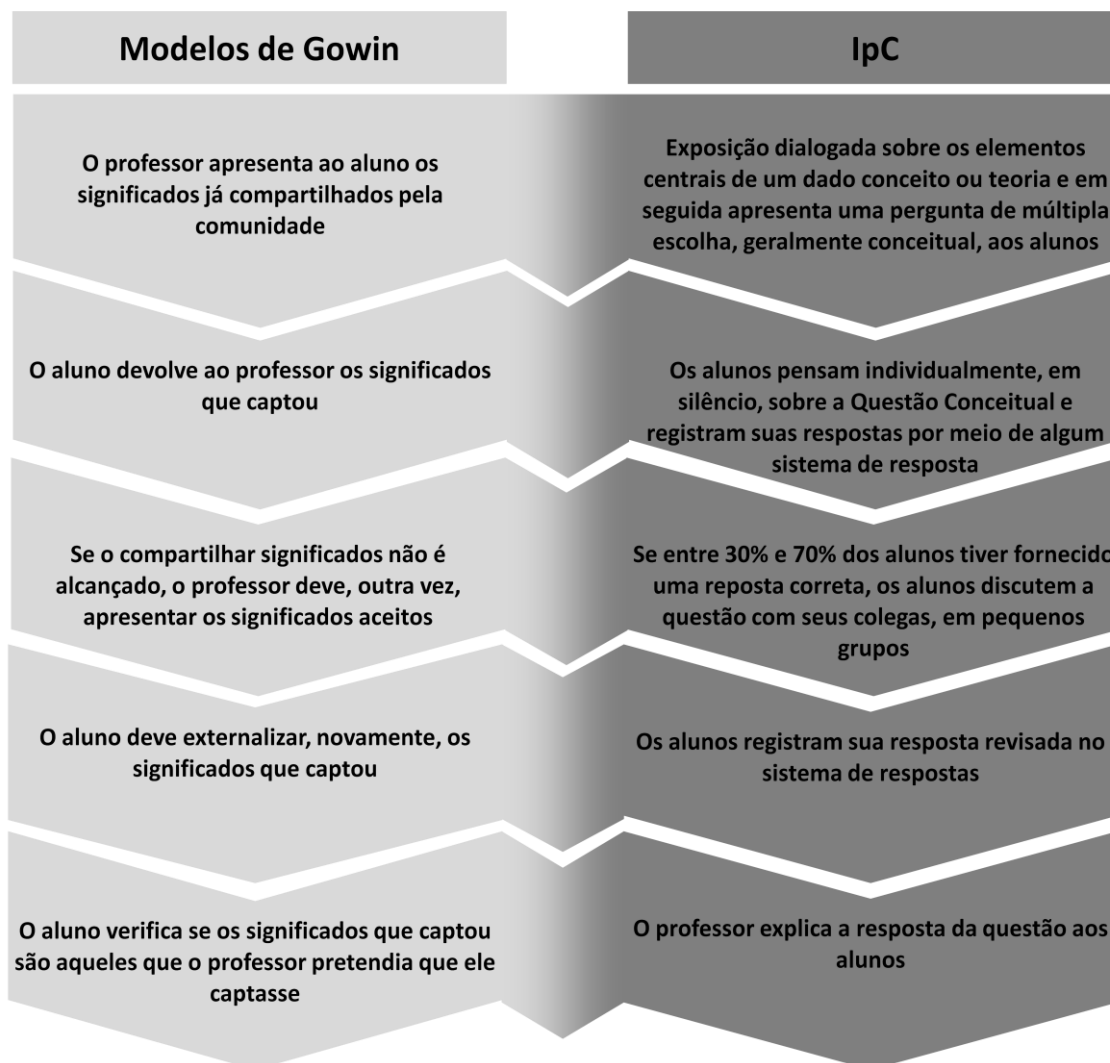 Modelos de Gowin
IpC
O professor apresenta ao aluno os
significados já compartilhados pela
comunidade
Exposição dialogada sobre os elementos
centrais de um dado conceito ou teoria e em
seguida apresenta uma pergunta de múltipla
escolha, geralmente conceitual, aos alunos
O aluno devolve ao professor os significados
que captou
Os alunos pensam individualmente, em
silêncio, sobre a Questão Conceitual e
registram suas respostas por meio de algum
sistema de resposta
Se o compartilhar significados não é
alcançado, o professor deve, outra vez,
apresentar os significados aceitos
Se entre 30% e 70% dos alunos tiver fornecido
uma reposta correta, os alunos discutem a
questão com seus colegas, em pequenos
grupos
O aluno deve externalizar, novamente, os
significados que captou
Os alunos registram sua resposta revisada no
sistema de respostas
O aluno verifica se os significados que captou
são aqueles que o professor pretendia que ele
captasse
O professor explica a resposta da questão aos
alunos